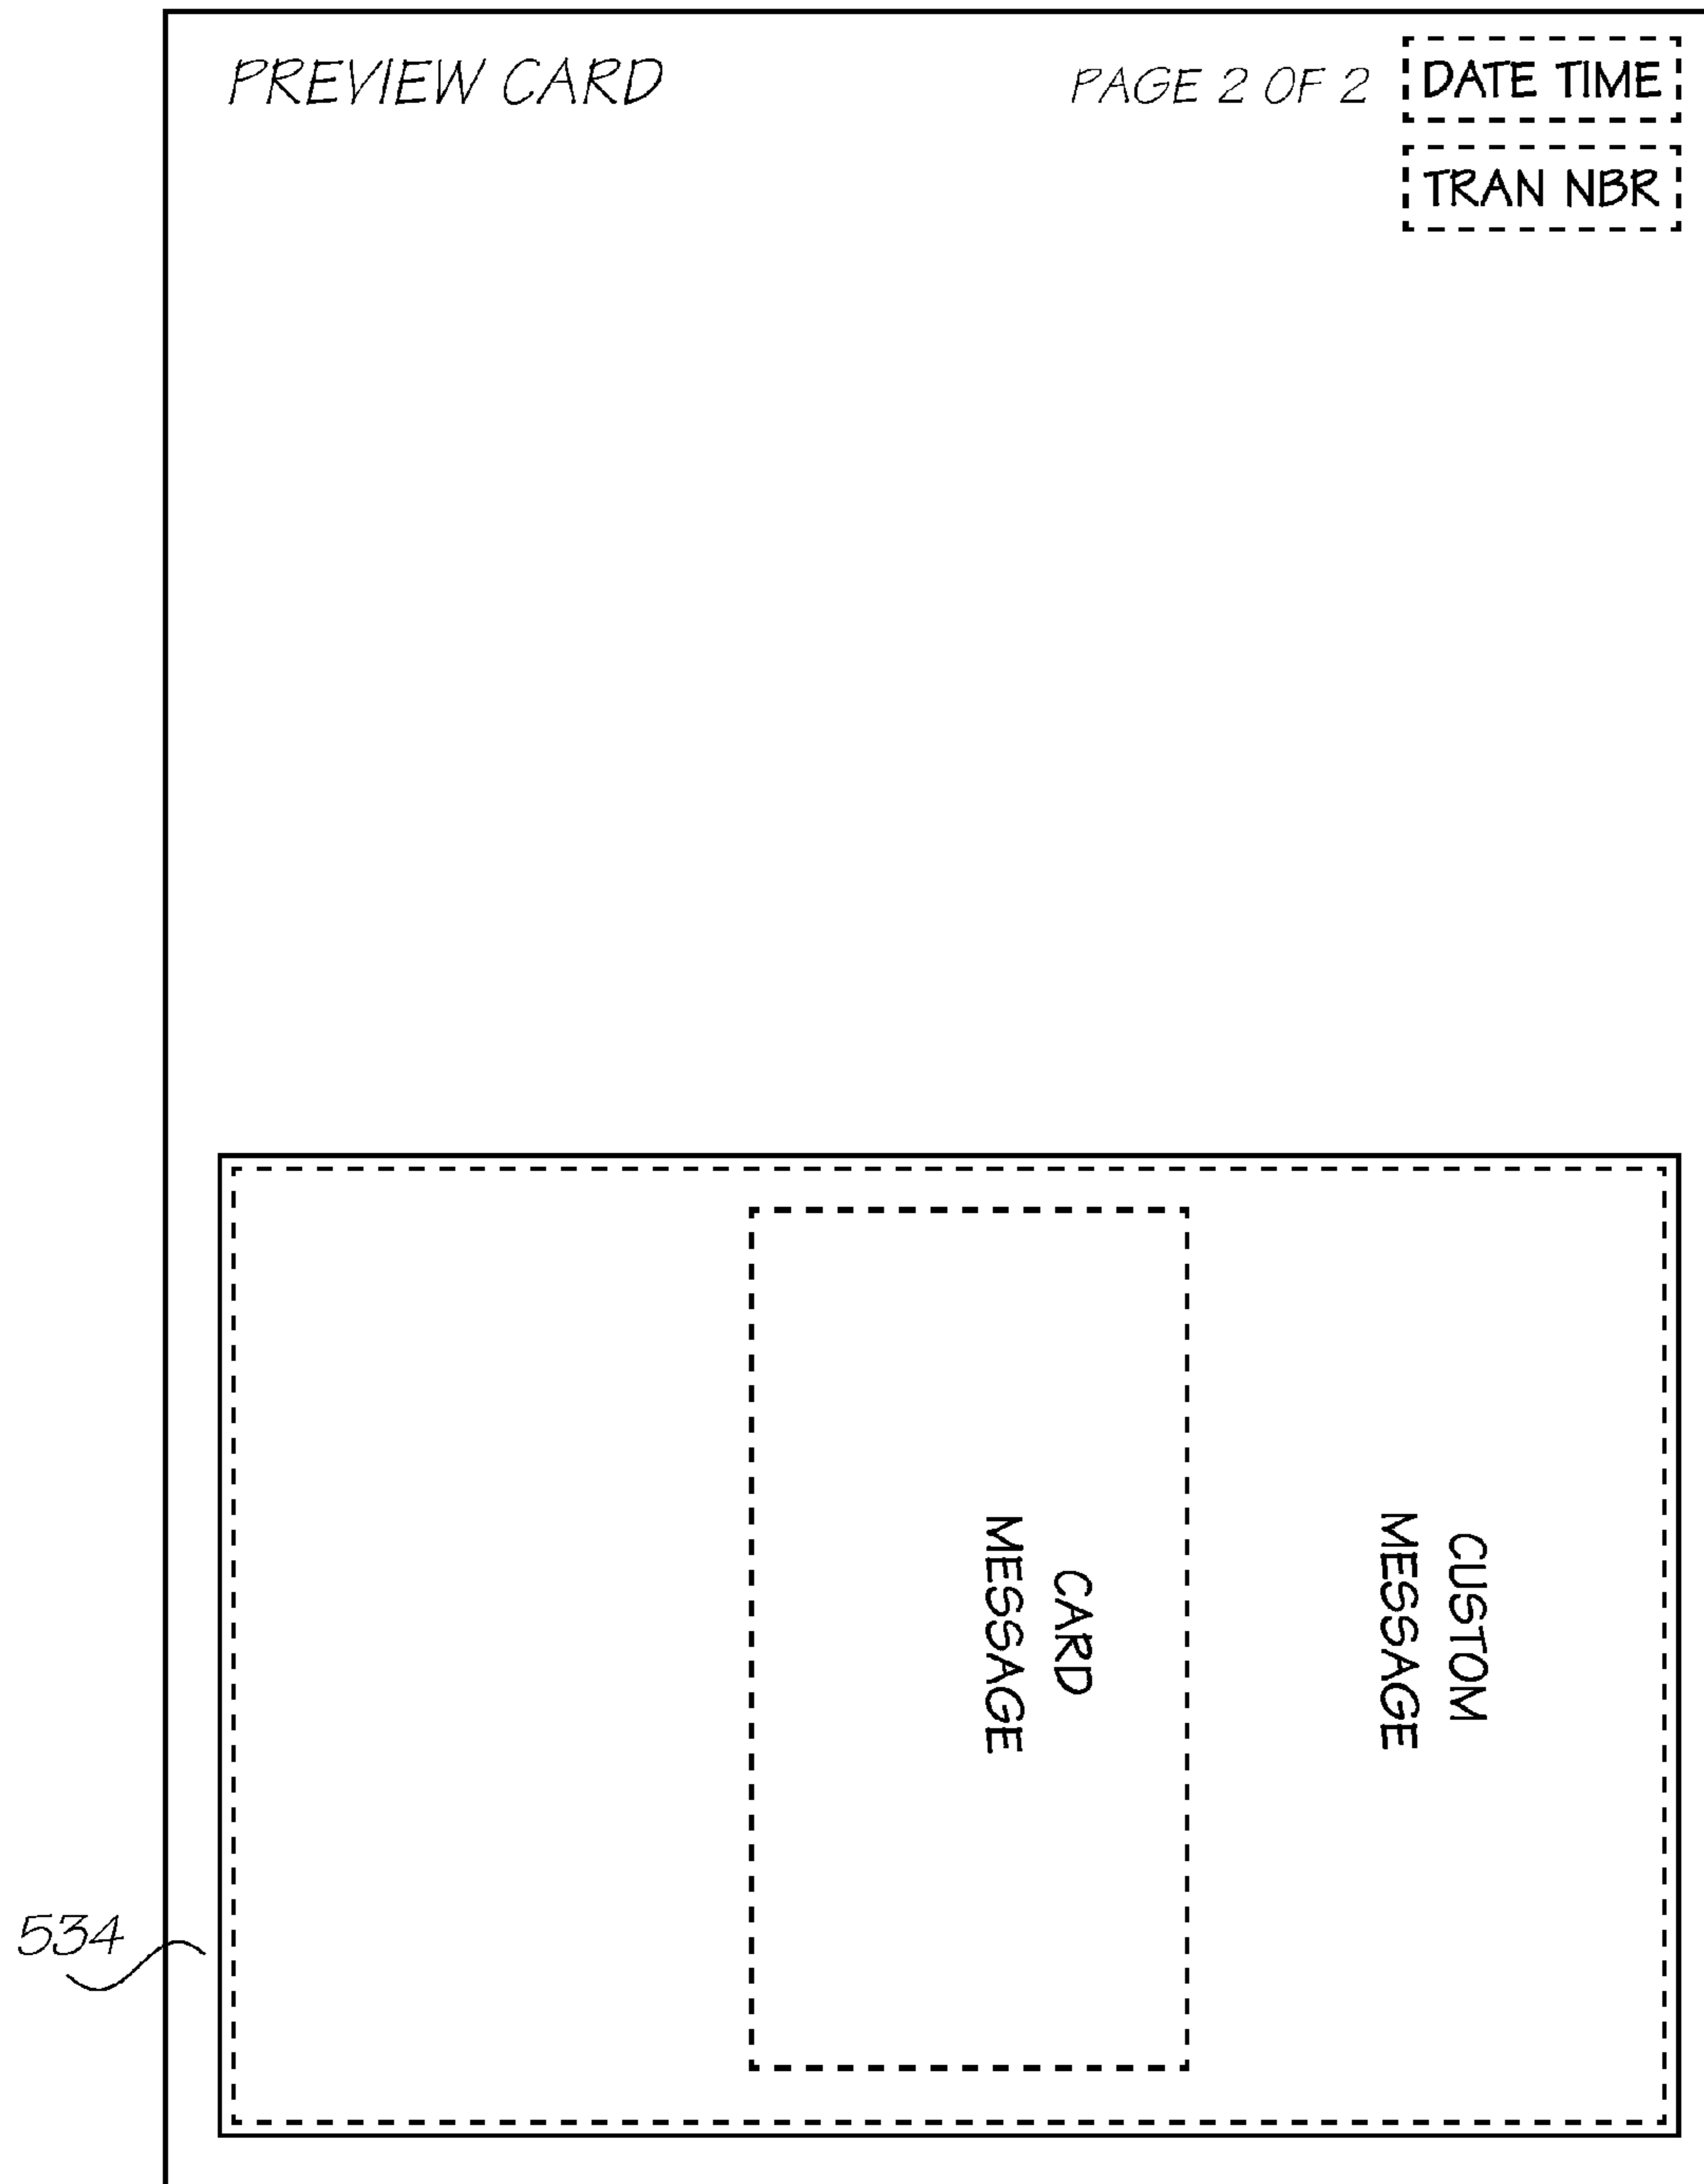 PREVIEW CARD
PAGE 2 OF 2
DATE TIME
TRAN NBR
CUSTOM
MESSAGE
CARD
MESSAGE
534